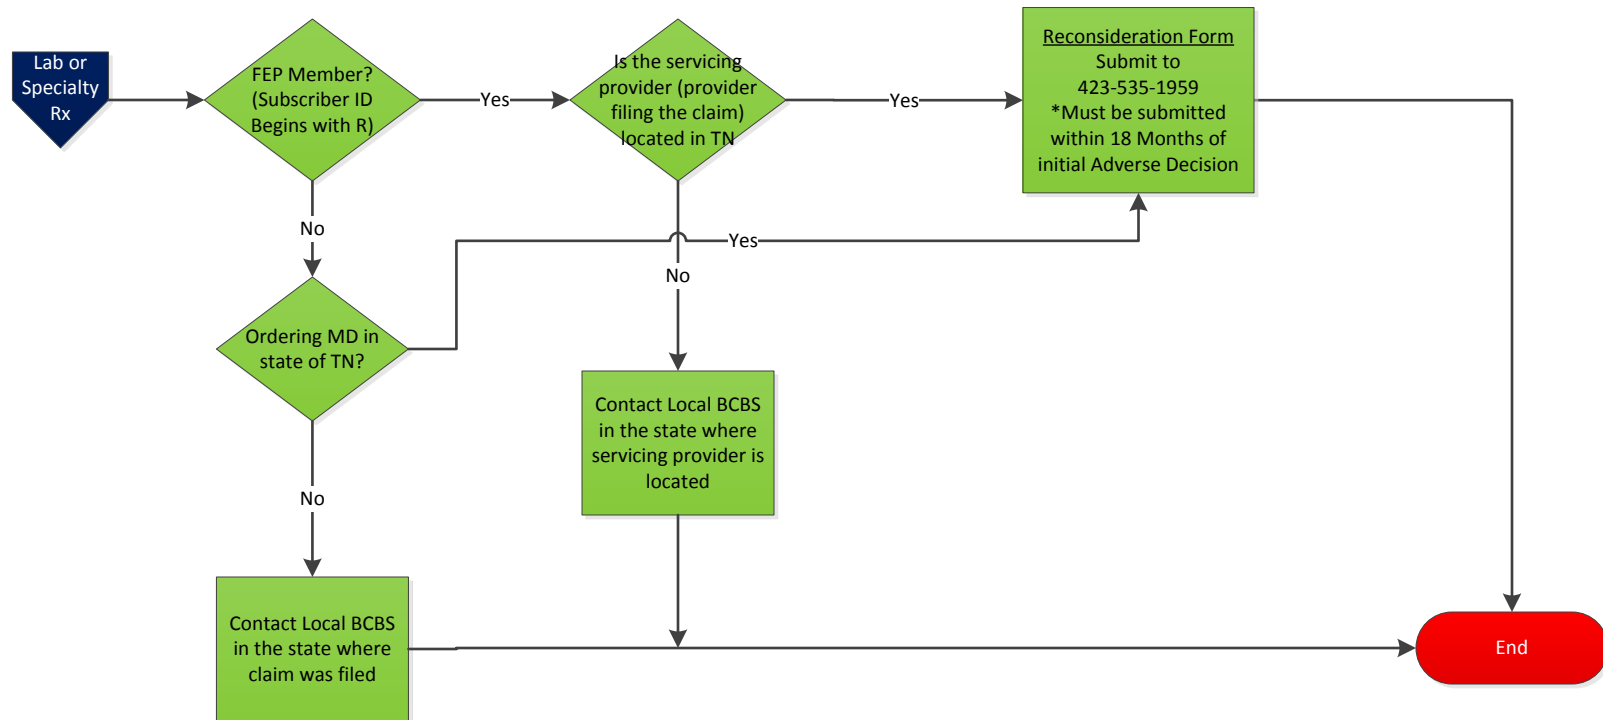 Lab or
Specialty
Rx
FEP Member?
(Subscriber ID
Begins with R)
Yes
Is the servicing
provider (provider
filing the claim)
located in TN
Yes
Reconsideration Form
Submit to
423-535-1959
*Must be submitted
within 18 Months of
initial Adverse Decision
No
Yes
No
Ordering MD in
state of TN?
Contact Local BCBS
in the state where
servicing provider is
located
No
Contact Local BCBS
in the state where
claim was filed
End